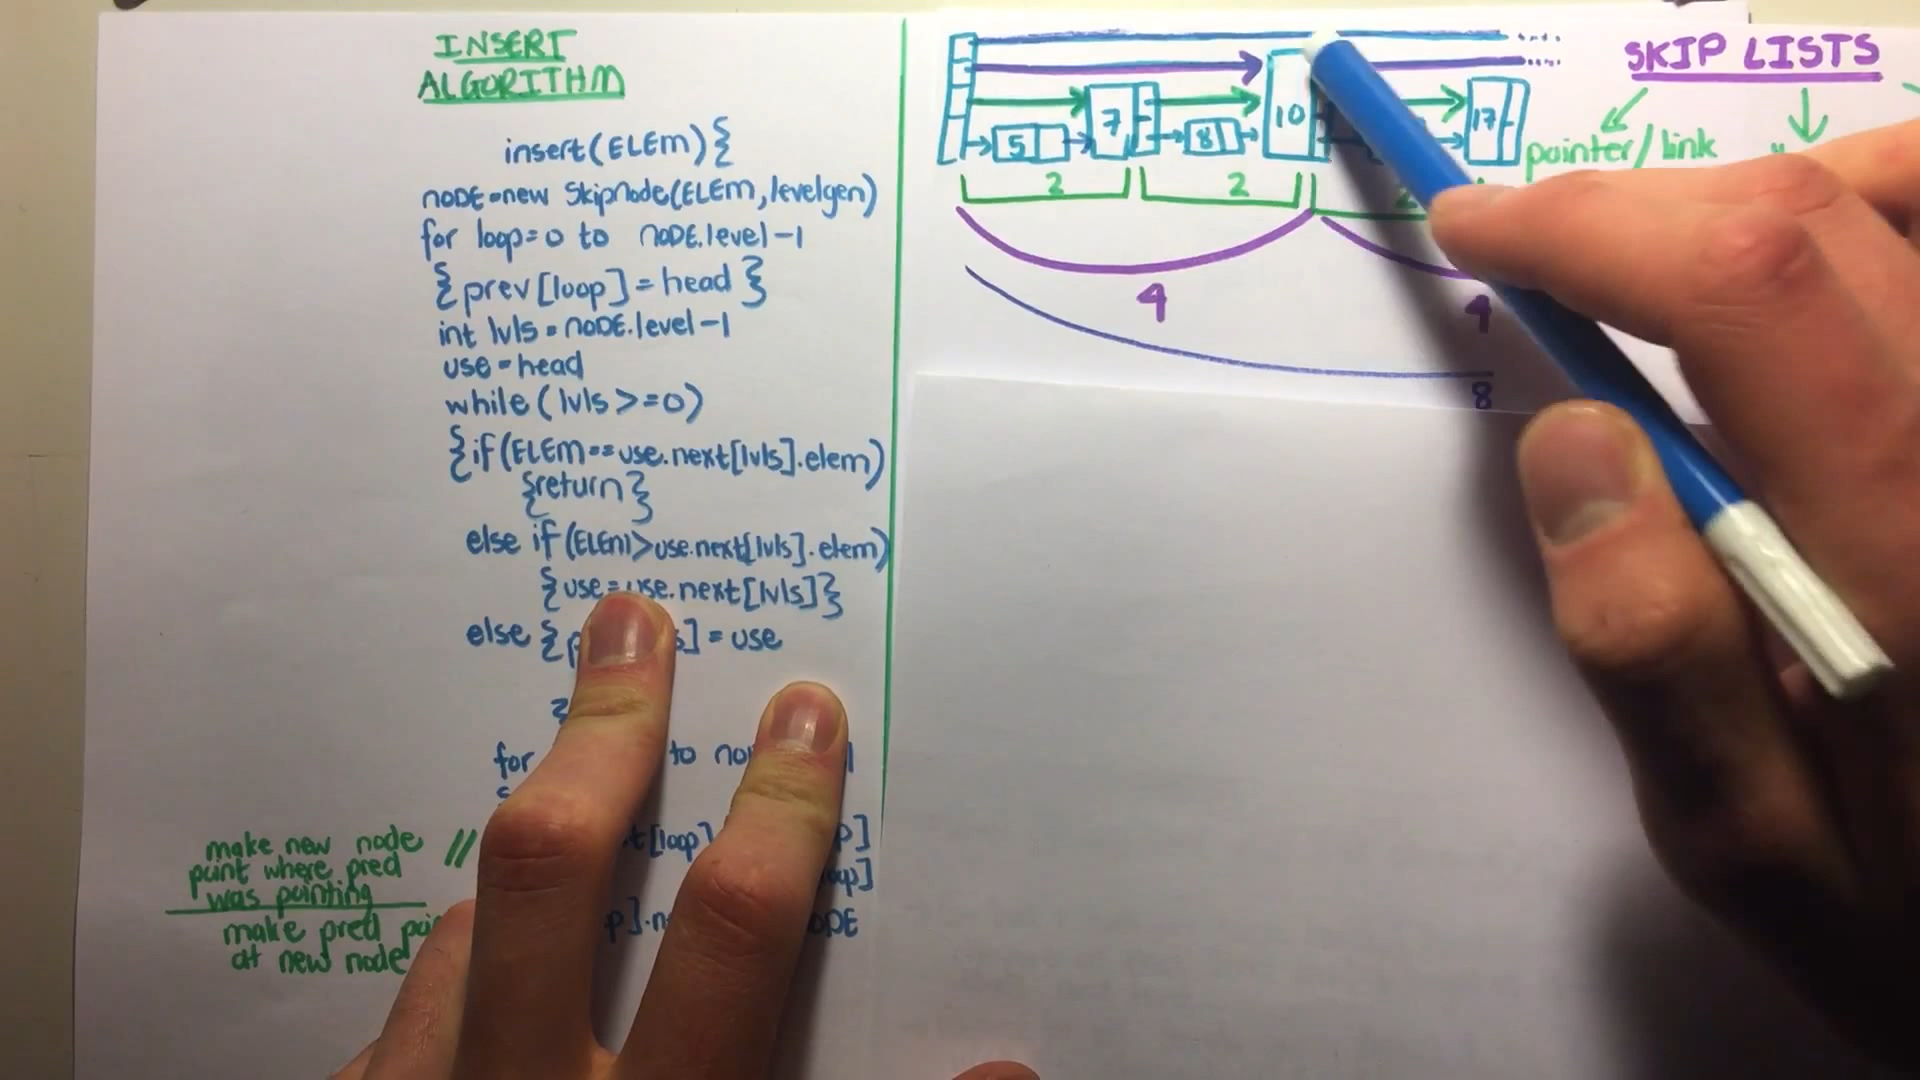 INSERT
ALGORITHM
insert(ELEM){
NODE=new SkipNode(ELEM,levelgen)
for loop=0 to NODE.level-1
{prev[loop]=head}
int lvls=NODE.level-1
use=head
while(lvls>=0)
{if(ELEM==use.next[lvls].elem)
{return}
else if(ELEM>use.next[lvls].elem)
{use=use.next[lvls]}
else { = use
for to
make new node //
point where pred
was pointing
make pred
at new node
SKIP LISTS
pointer/link
5 7 8 10 17
2 2 2
4 4
8